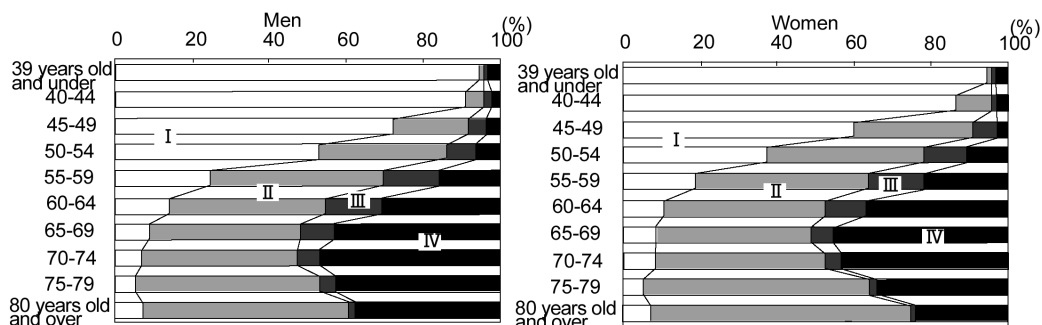 Men
(%)
0 20 40 60 80 100
39 years old
and under
40-44
45-49
50-54
55-59
60-64
65-69
70-74
75-79
80 years old
and over
I
II
III
IV
Women
(%)
0 20 40 60 80 100
39 years old
and under
40-44
45-49
50-54
55-59
60-64
65-69
70-74
75-79
80 years old
and over
I
II
III
IV